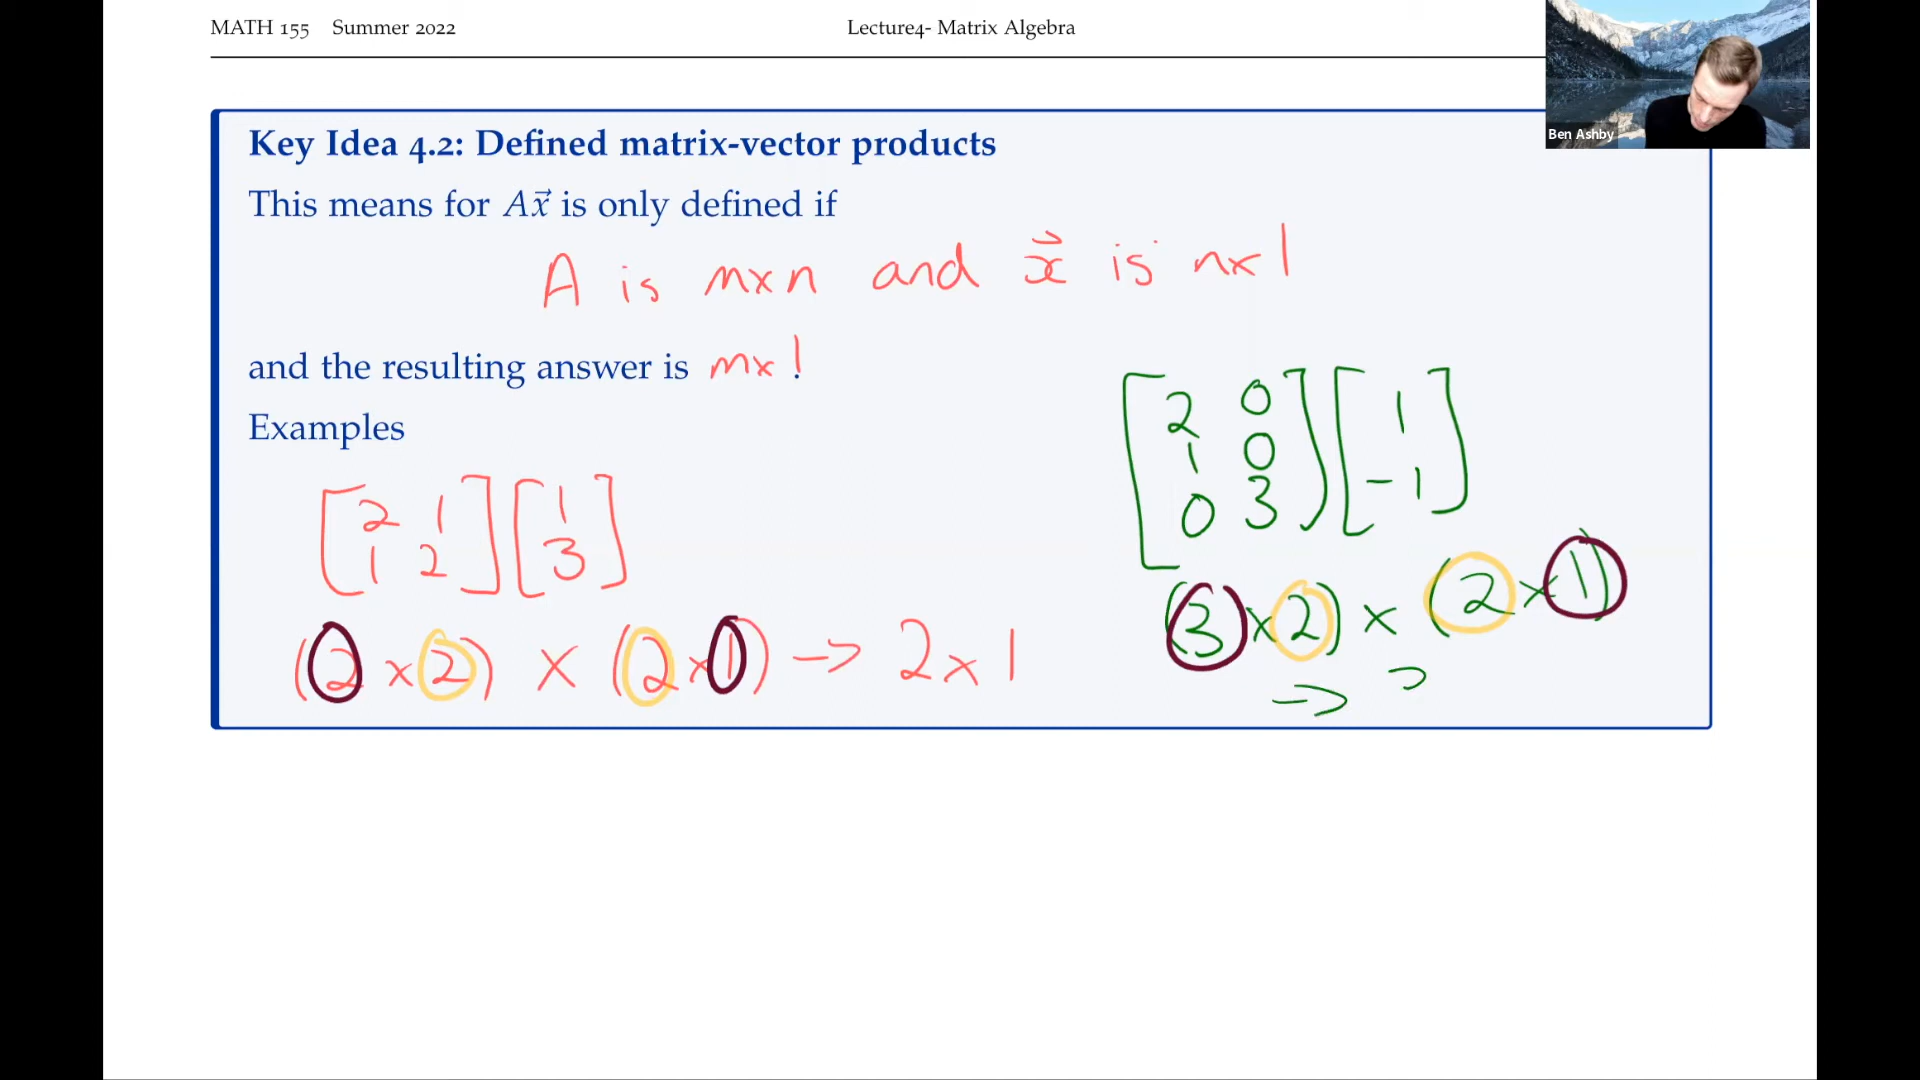 MATH 155 Summer 2022 Lecture4- Matrix Algebra
Ben Ashby
Key Idea 4.2: Defined matrix-vector products
This means for Ax⃗ is only defined if
A is m×n and x⃗ is n×1
and the resulting answer is m×1
Examples
[2 1] [1]
[1 2] [3]
(2×2) × (2×1) → 2×1
[2 0] [1]
[1 0]
[0 3] [-1]
(3×2) × (2×1)
→